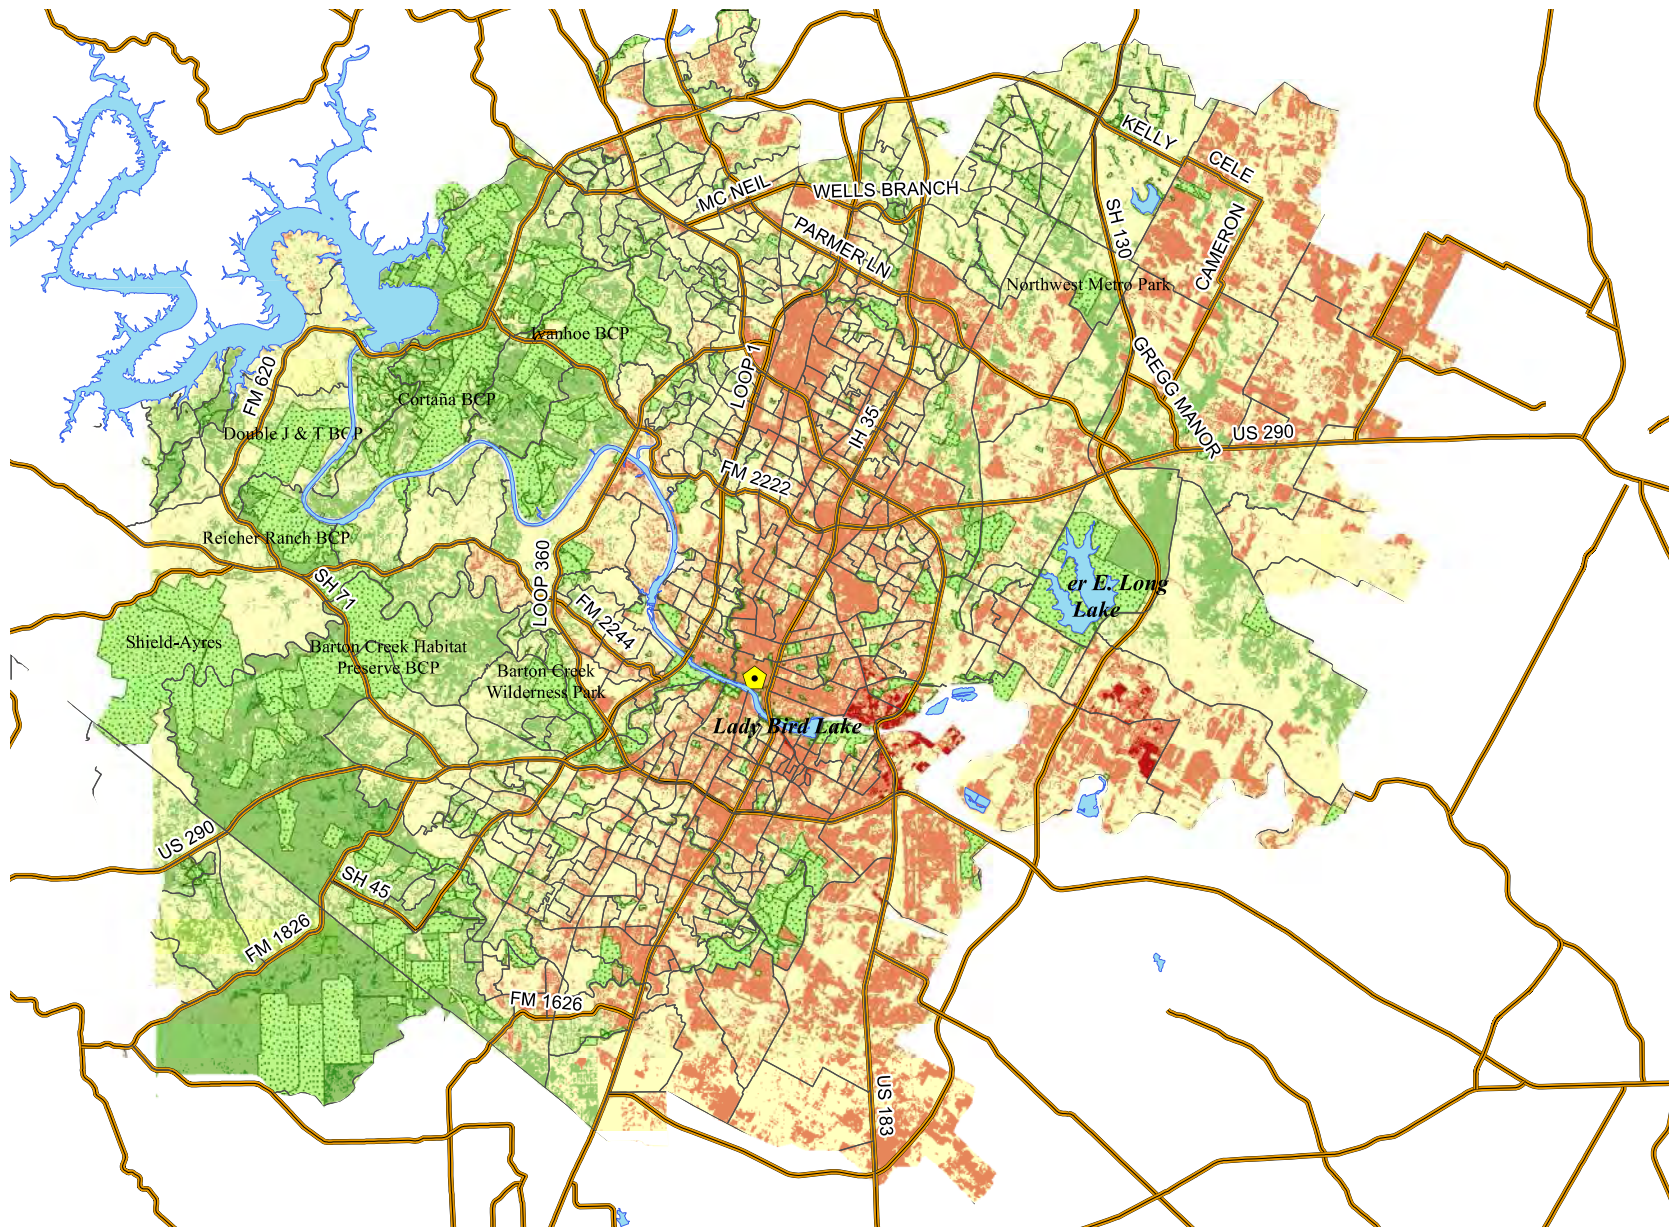 KELLY
CELE
MC NEIL
WELLS BRANCH
SH 130
CAMERON
PARMER LN
Northwest Metro Park
Ivanhoe BCP
LOOP 1
FM 620
Cortaña BCP
GREGG MANOR
Double J & T BCP
IH 35
US 290
FM 2222
Reicher Ranch BCP
LOOP 360
SH 71
er E. Long
Lake
FM 2244
Shield-Ayres
Barton Creek Habitat
Preserve BCP
Barton Creek
Wilderness Park
Lady Bird Lake
US 290
SH 45
FM 1826
FM 1626
US 183